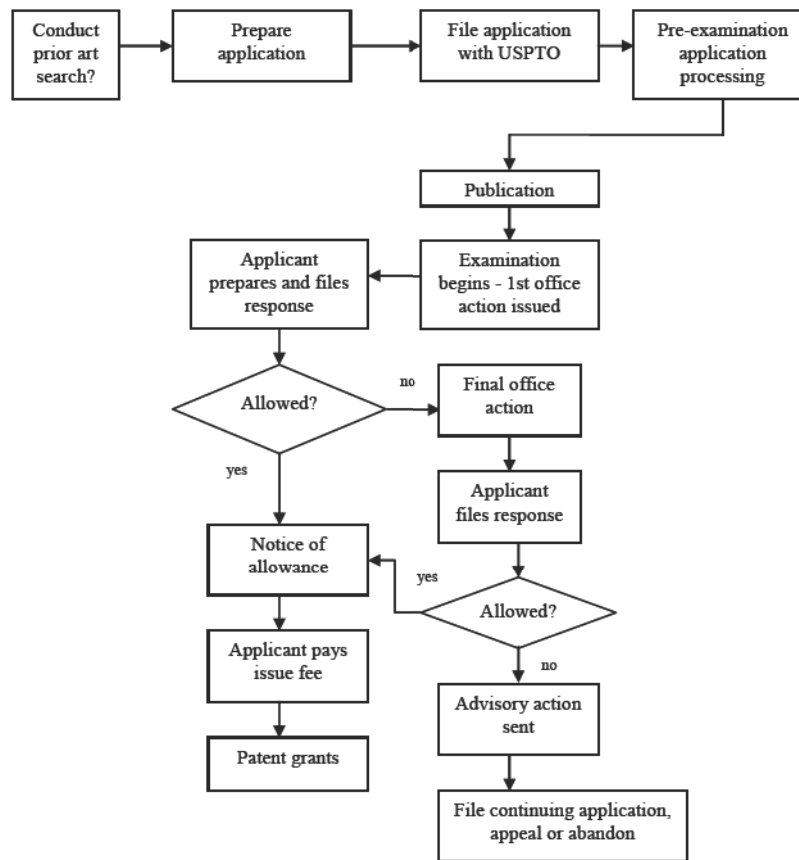 Conduct
prior art
search?
Prepare
application
File application
with USPTO
Pre-examination
application
processing
Publication
Applicant
prepares and files
response
Examination
begins - 1st office
action issued
Allowed?
no
Final office
action
yes
Applicant
files response
Notice of
allowance
yes
Allowed?
Applicant pays
issue fee
no
Advisory action
sent
Patent grants
File continuing application,
appeal or abandon